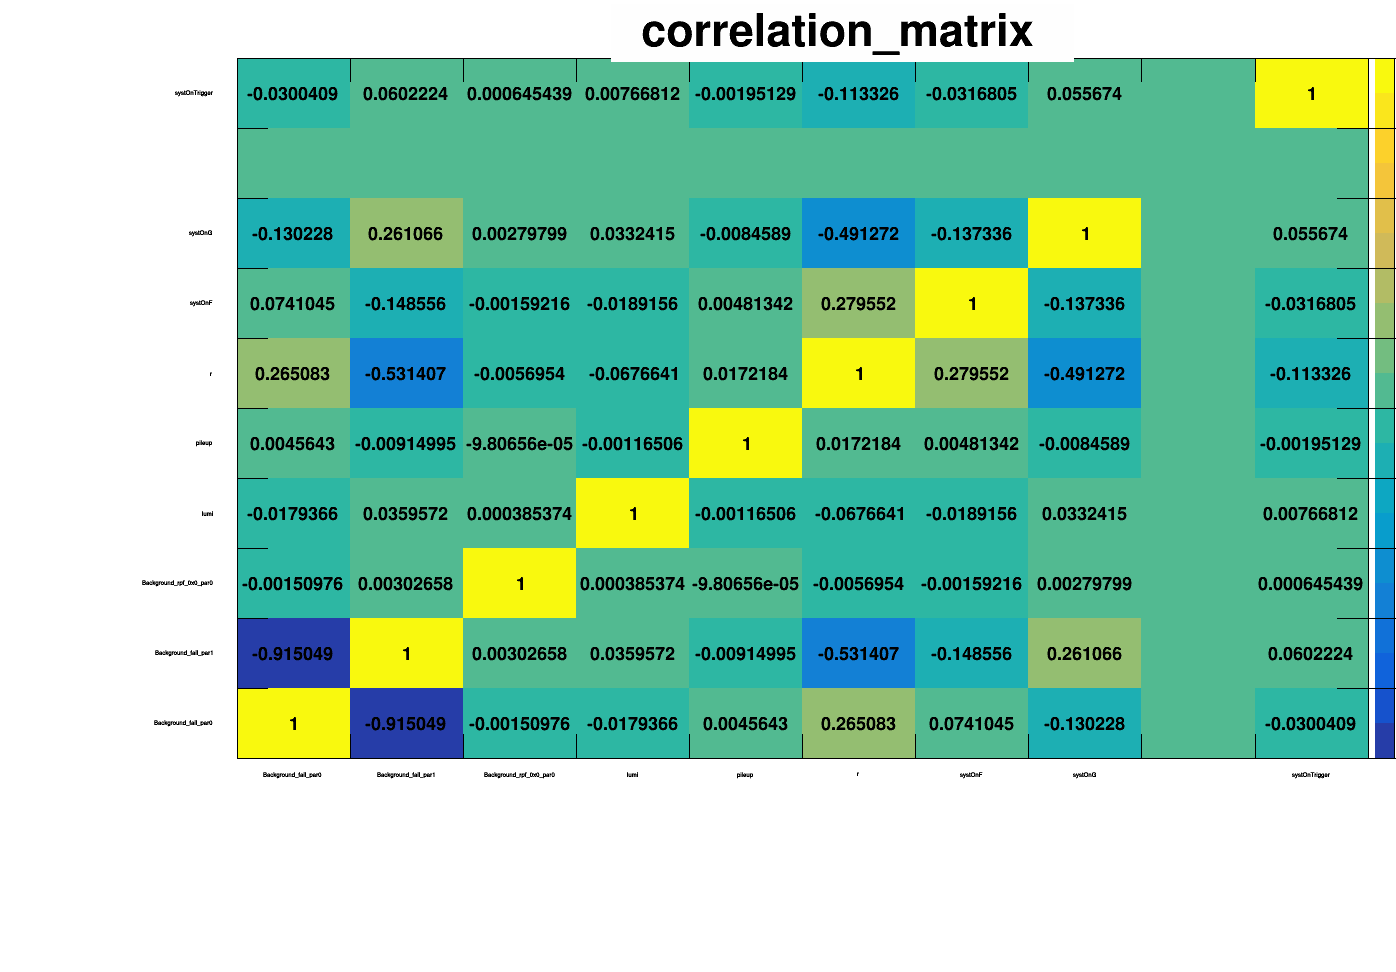 correlation_matrix
systOnTrigger -0.0300409 0.0602224 0.000645439 0.00766812 -0.00195129 -0.113326 -0.0316805 0.055674 1
systOnG -0.130228 0.261066 0.00279799 0.0332415 -0.0084589 -0.491272 -0.137336 1 0.055674
systOnF 0.0741045 -0.148556 -0.00159216 -0.0189156 0.00481342 0.279552 1 -0.137336 -0.0316805
r 0.265083 -0.531407 -0.0056954 -0.0676641 0.0172184 1 0.279552 -0.491272 -0.113326
pileup 0.0045643 -0.00914995 -9.80656e-05 -0.00116506 1 0.0172184 0.00481342 -0.0084589 -0.00195129
lumi -0.0179366 0.0359572 0.000385374 1 -0.00116506 -0.0676641 -0.0189156 0.0332415 0.00766812
Background_rpf_0x0_par0 -0.00150976 0.00302658 1 0.000385374 -9.80656e-05 -0.0056954 -0.00159216 0.00279799 0.000645439
Background_fail_par1 -0.915049 1 0.00302658 0.0359572 -0.00914995 -0.531407 -0.148556 0.261066 0.0602224
Background_fail_par0 1 -0.915049 -0.00150976 -0.0179366 0.0045643 0.265083 0.0741045 -0.130228 -0.0300409
Background_fail_par0 Background_fail_par1 Background_rpf_0x0_par0 lumi pileup r systOnF systOnG systOnTrigger